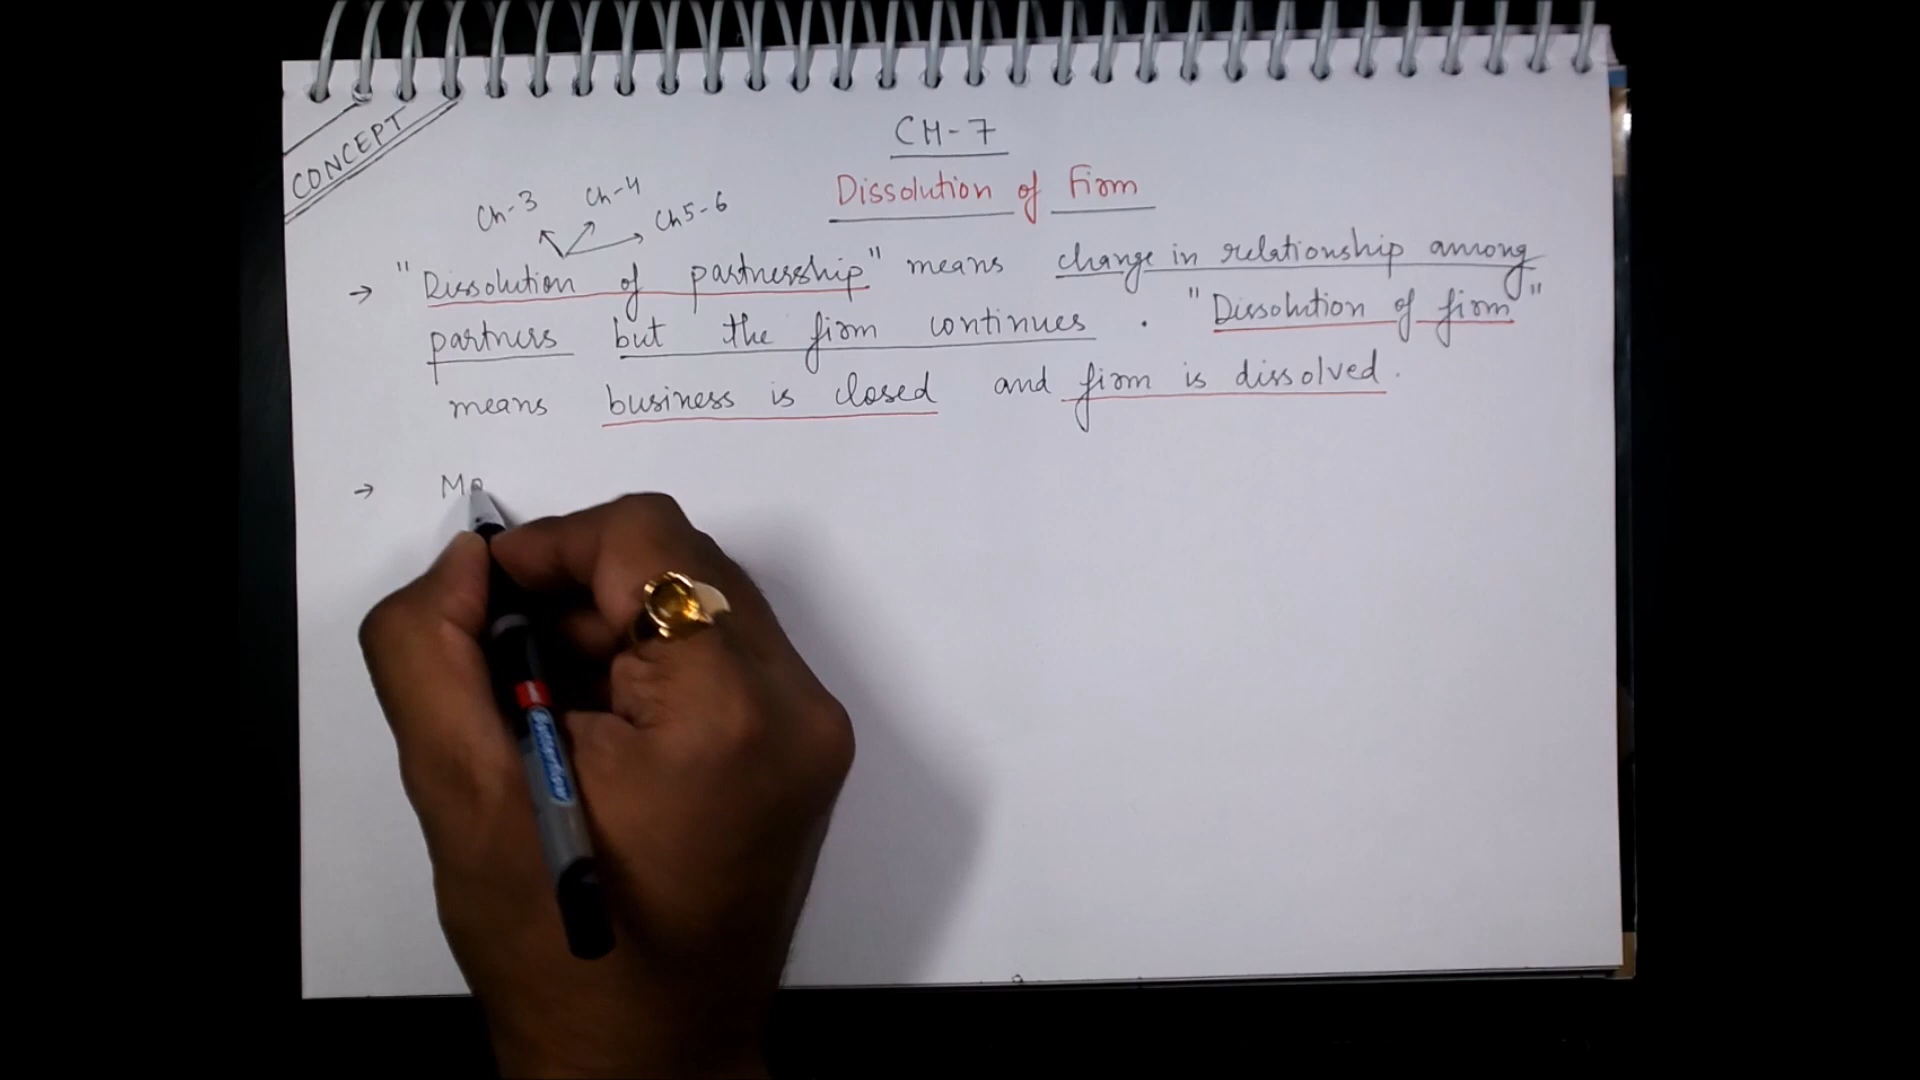 CONCEPT
CH-7
Dissolution of Firm
Ch-3 Ch-4 Ch5-6
→ "Dissolution of partnership" means change in relationship among
partners but the firm continues. "Dissolution of firm"
means business is closed and firm is dissolved.
→ Me